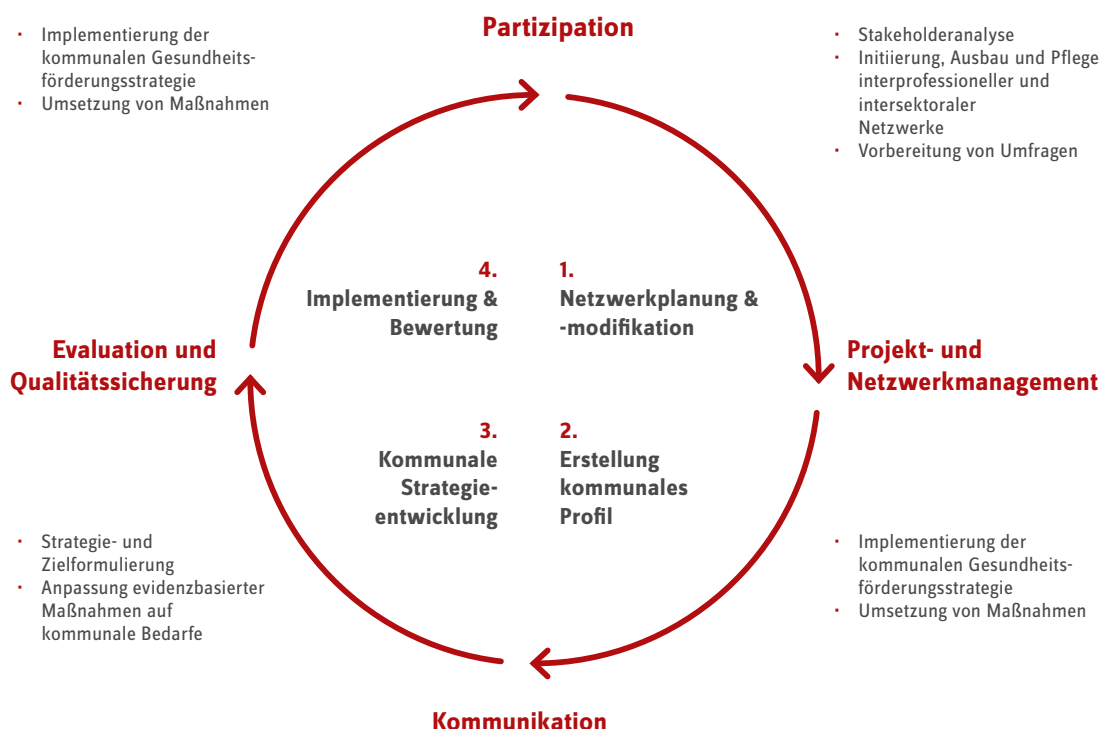 Partizipation
· Implementierung der
kommunalen Gesundheits-
förderungsstrategie
· Umsetzung von Maßnahmen
· Stakeholderanalyse
· Initiierung, Ausbau und Pflege
interprofessioneller und
intersektoraler
Netzwerke
· Vorbereitung von Umfragen
4.
Implementierung &
Bewertung
1.
Netzwerkplanung &
-modifikation
Evaluation und
Qualitätssicherung
Projekt- und
Netzwerkmanagement
3.
Kommunale
Strategie-
entwicklung
2.
Erstellung
kommunales
Profil
· Strategie- und
Zielformulierung
· Anpassung evidenzbasierter
Maßnahmen auf
kommunale Bedarfe
· Implementierung der
kommunalen Gesundheits-
förderungsstrategie
· Umsetzung von Maßnahmen
Kommunikation